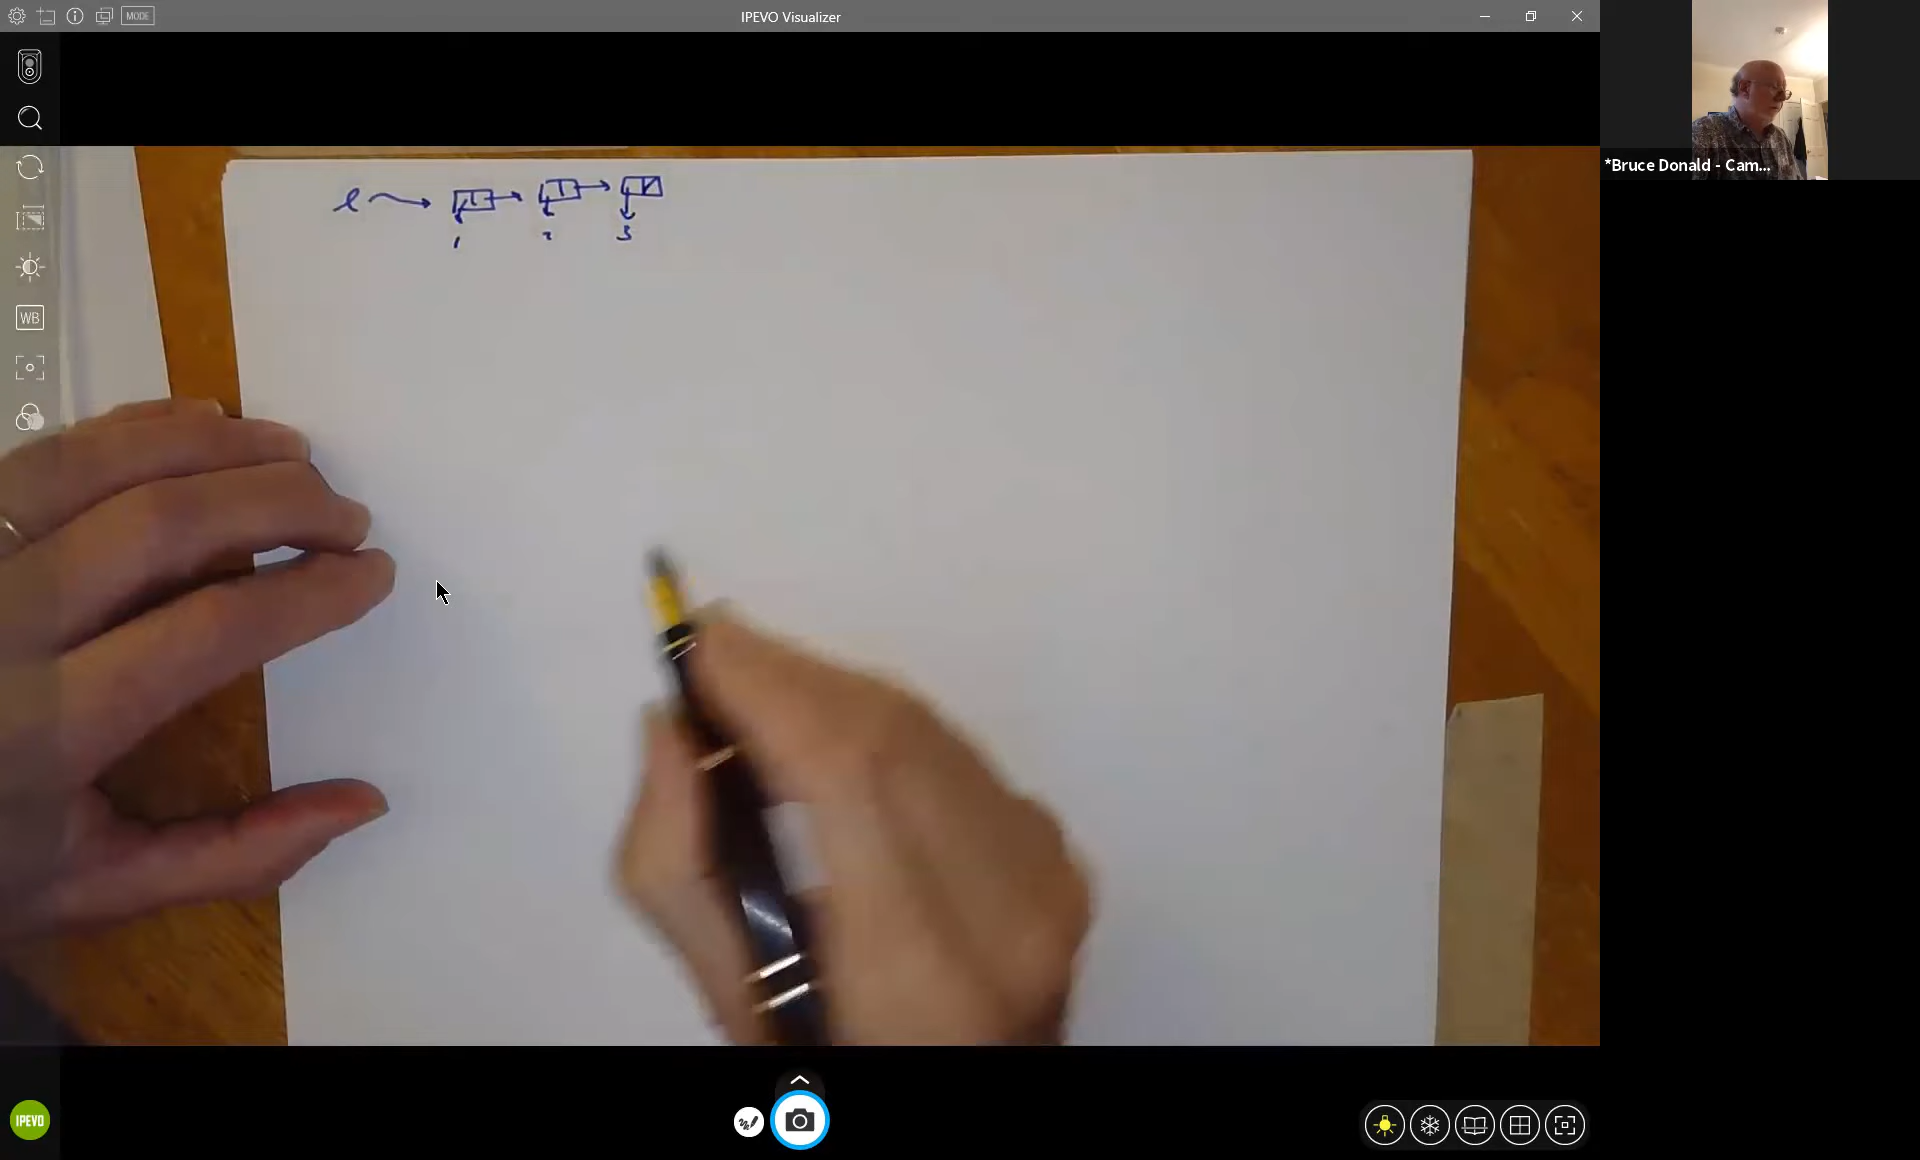 MODE
IPEVO Visualizer
*Bruce Donald - Cam...
l
1 2 3
WB
IPEVO